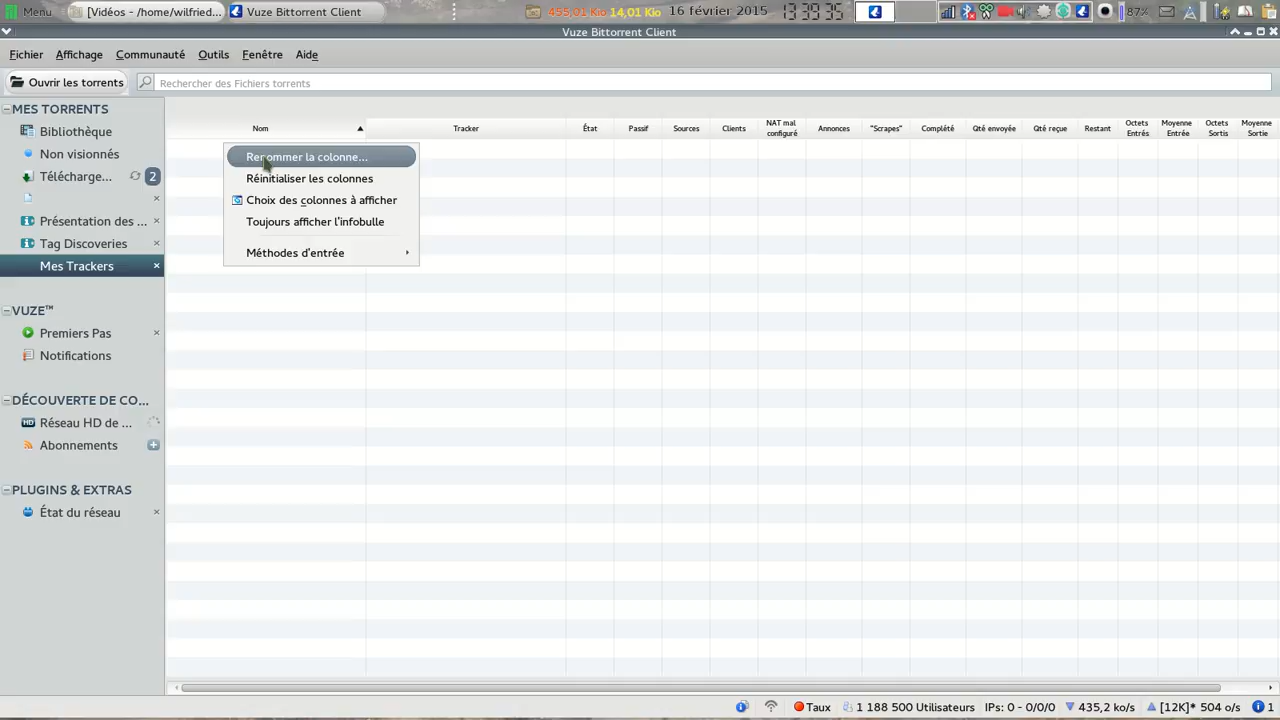 Menu [Vidéos - /home/wilfried... Vuze Bittorrent Client 455,01 Kio 14,01 Kio 16 février 2015 13:39:35 87%
Vuze Bittorrent Client
Fichier Affichage Communauté Outils Fenêtre Aide
Ouvrir les torrents Rechercher des Fichiers torrents
MES TORRENTS
Bibliothèque
Non visionnés
Télécharge... 2
Présentation des ...
Tag Discoveries
Mes Trackers
VUZE™
Premiers Pas
Notifications
DÉCOUVERTE DE CO...
HD Réseau HD de ...
Abonnements
PLUGINS & EXTRAS
État du réseau
Nom Tracker État Passif Sources Clients NAT mal configuré Annonces "Scrapes" Complété Qté envoyée Qté reçue Restant Octets Entrés Moyenne Entrée Octets Sortis Moyenne Sortie
Renommer la colonne...
Réinitialiser les colonnes
Choix des colonnes à afficher
Toujours afficher l'infobulle
Méthodes d'entrée
Taux 1 188 500 Utilisateurs IPs: 0 - 0/0/0 435,2 ko/s [12K]* 504 o/s 1